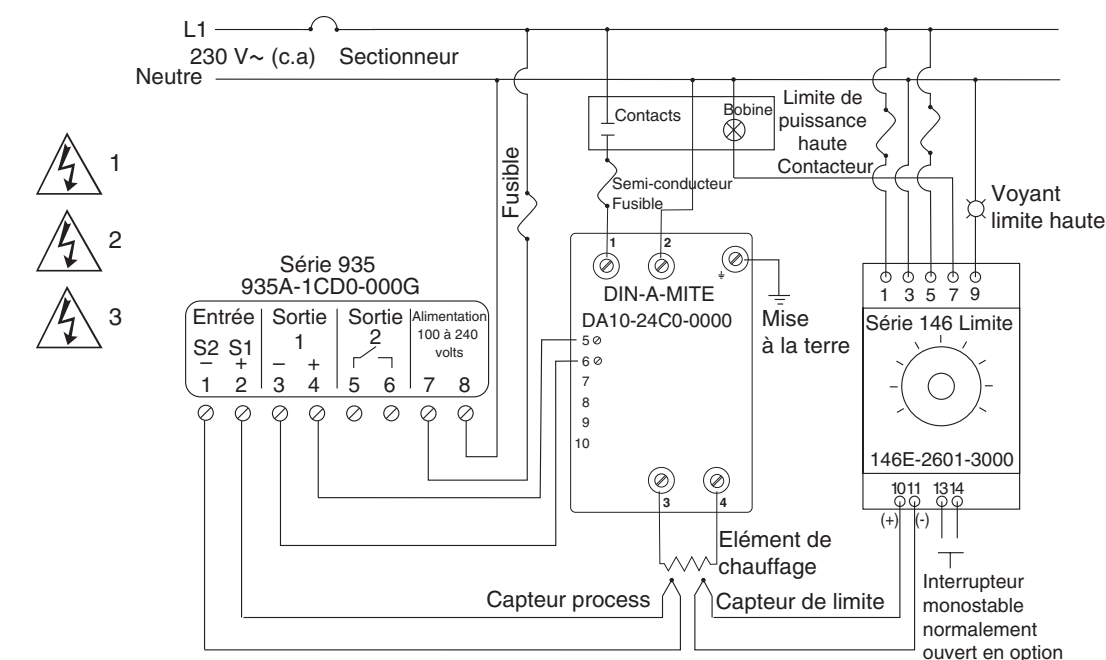 L1
230 V~ (c.a) Sectionneur
Neutre
Contacts
Bobine
Limite de
puissance
haute
Contacteur
Semi-conducteur
Fusible
Fusible
Voyant
limite haute
1
2
3
Série 935
935A-1CD0-000G
Entrée
S2 S1
– +
1 2
Sortie
1
– +
3 4
Sortie
2
5 6
Alimentation
100 à 240
volts
7 8
1 2
DIN-A-MITE
DA10-24C0-0000
5
6
7
8
9
10
3 4
Mise
à la terre
1 3 5 7 9
Série 146 Limite
146E-2601-3000
10 11 13 14
(+) (-)
Elément de
chauffage
Capteur process
Capteur de limite
Interrupteur
monostable
normalement
ouvert en option